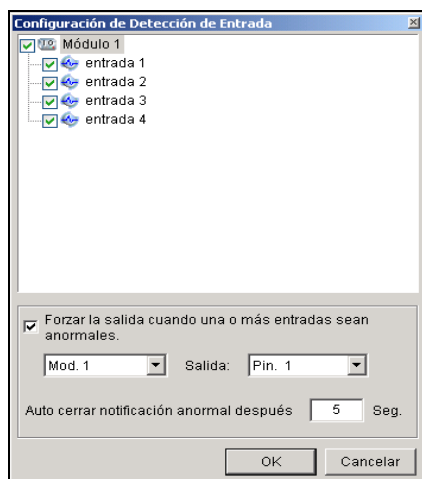 Configuración de Detección de Entrada
Módulo 1
entrada 1
entrada 2
entrada 3
entrada 4
Forzar la salida cuando una o más entradas sean
anormales.
Mod. 1 Salida: Pin. 1
Auto cerrar notificación anormal después 5 Seg.
OK Cancelar